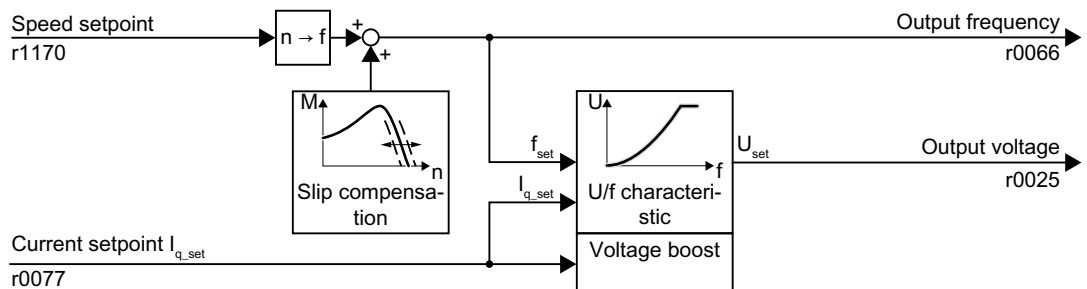 Speed setpoint
r1170
n → f
+
+
Output frequency
r0066
M
n
Slip compensa-
tion
f_set
I_q_set
U
f
U/f characteri-
stic
Voltage boost
U_set
Output voltage
r0025
Current setpoint I_q_set
r0077